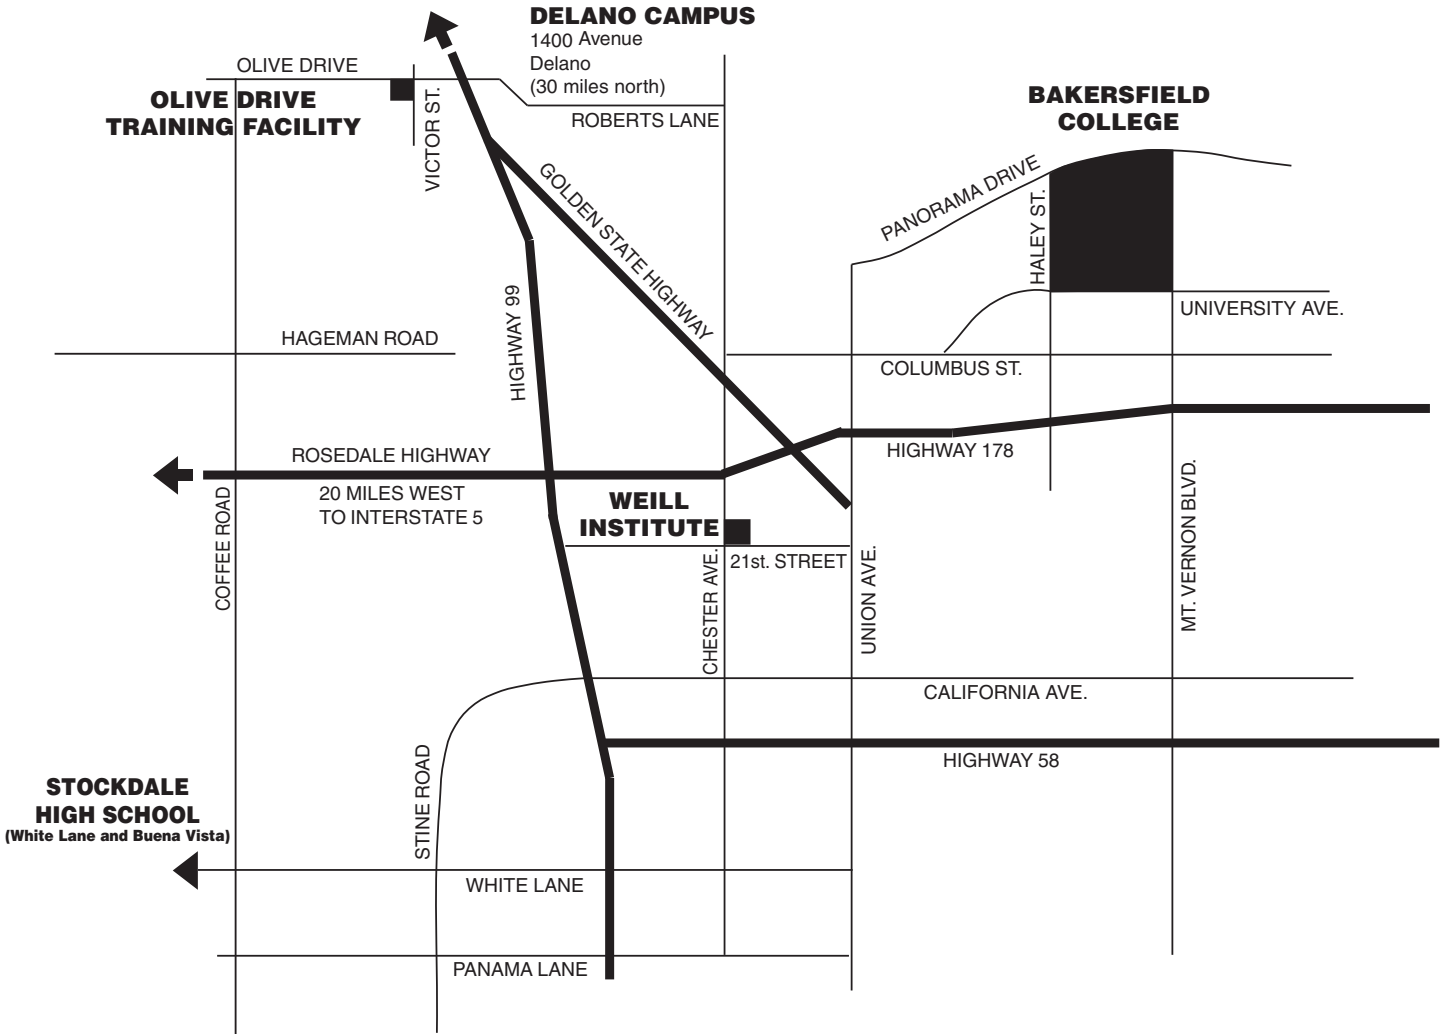 DELANO CAMPUS
1400 Avenue
Delano
(30 miles north)
OLIVE DRIVE
OLIVE DRIVE
TRAINING FACILITY
VICTOR ST.
ROBERTS LANE
BAKERSFIELD
COLLEGE
PANORAMA DRIVE
HALEY ST.
GOLDEN STATE HIGHWAY
HIGHWAY 99
UNIVERSITY AVE.
HAGEMAN ROAD
COLUMBUS ST.
ROSEDALE HIGHWAY
20 MILES WEST
TO INTERSTATE 5
HIGHWAY 178
WEILL
INSTITUTE
COFFEE ROAD
CHESTER AVE.
21st. STREET
UNION AVE.
MT. VERNON BLVD.
CALIFORNIA AVE.
HIGHWAY 58
STINE ROAD
STOCKDALE
HIGH SCHOOL
(White Lane and Buena Vista)
WHITE LANE
PANAMA LANE